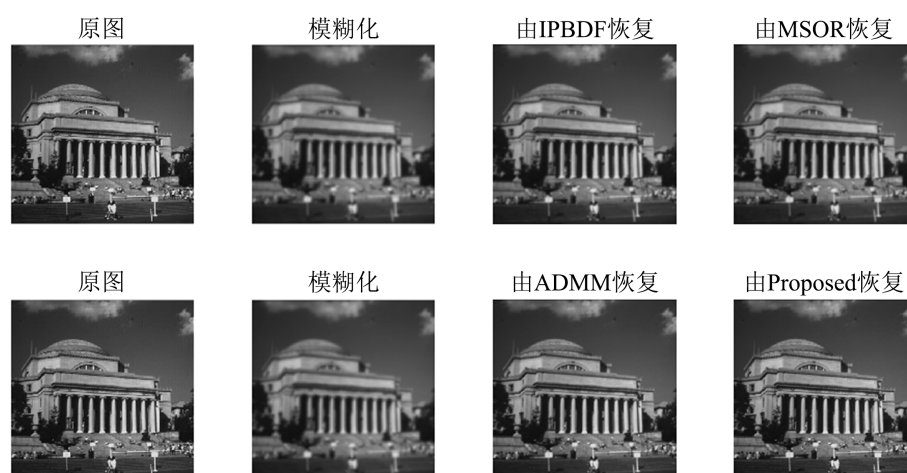 原图
模糊化
由IPBDF恢复
由MSOR恢复
原图
模糊化
由ADMM恢复
由Proposed恢复